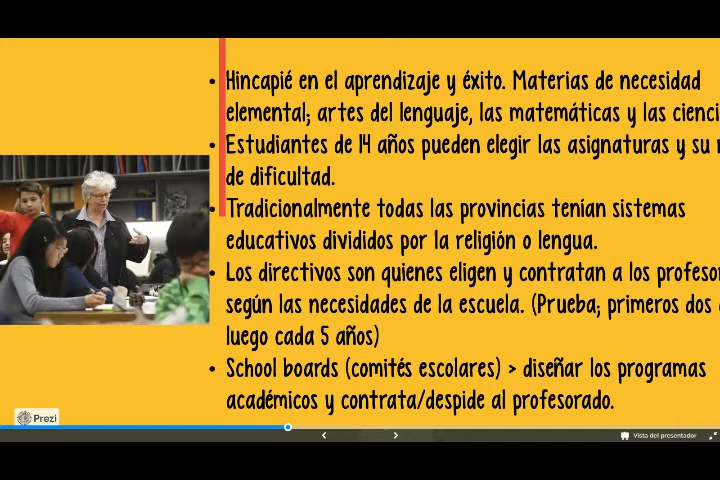 • Hincapié en el aprendizaje y éxito. Materias de necesidad
elemental; artes del lenguaje, las matemáticas y las cienci
• Estudiantes de 14 años pueden elegir las asignaturas y su
de dificultad.
• Tradicionalmente todas las provincias tenían sistemas
educativos divididos por la religión o lengua.
• Los directivos son quienes eligen y contratan a los profesor
según las necesidades de la escuela. (Prueba; primeros dos
luego cada 5 años)
• School boards (comités escolares) > diseñar los programas
académicos y contrata/despide al profesorado.
Prezi
Vista del presentador